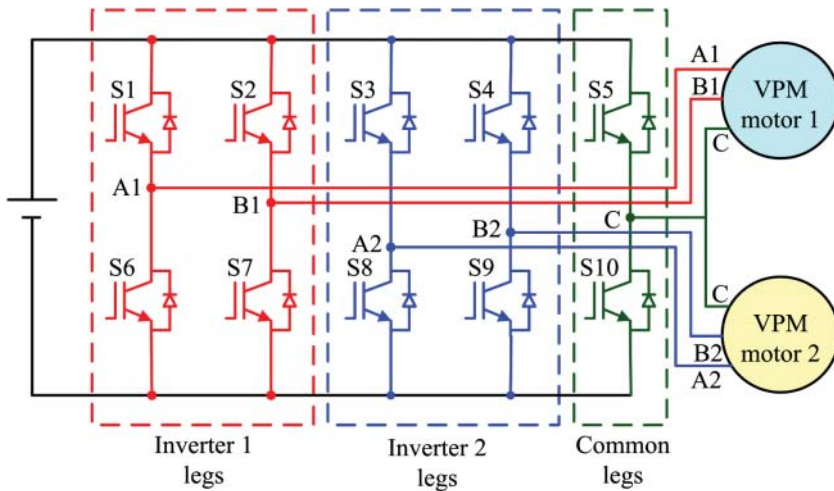 S1
S2
S3
S4
S5
A1
B1
C
VPM
motor 1
A1
B1
A2
B2
C
S6
S7
S8
S9
S10
C
B2
A2
VPM
motor 2
Inverter 1
legs
Inverter 2
legs
Common
legs